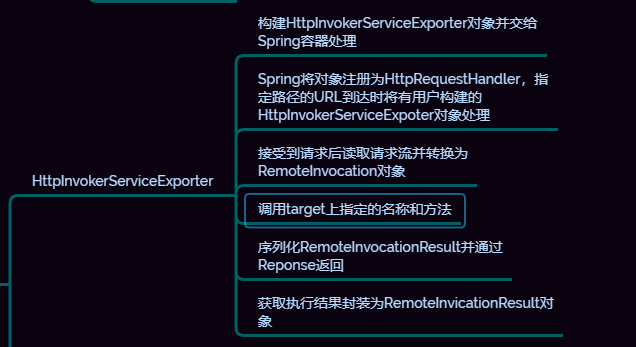 构建HttpInvokerServiceExporter对象并交给
Spring容器处理
Spring将对象注册为HttpRequestHandler，指
定路径的URL到达时将有用户构建的
HttpInvokerServiceExpoter对象处理
接受到请求后读取请求流并转换为
RemoteInvocation对象
HttpInvokerServiceExporter
调用target上指定的名称和方法
序列化RemoteInvocationResult并通过
Reponse返回
获取执行结果封装为RemoteInvicationResult对
象